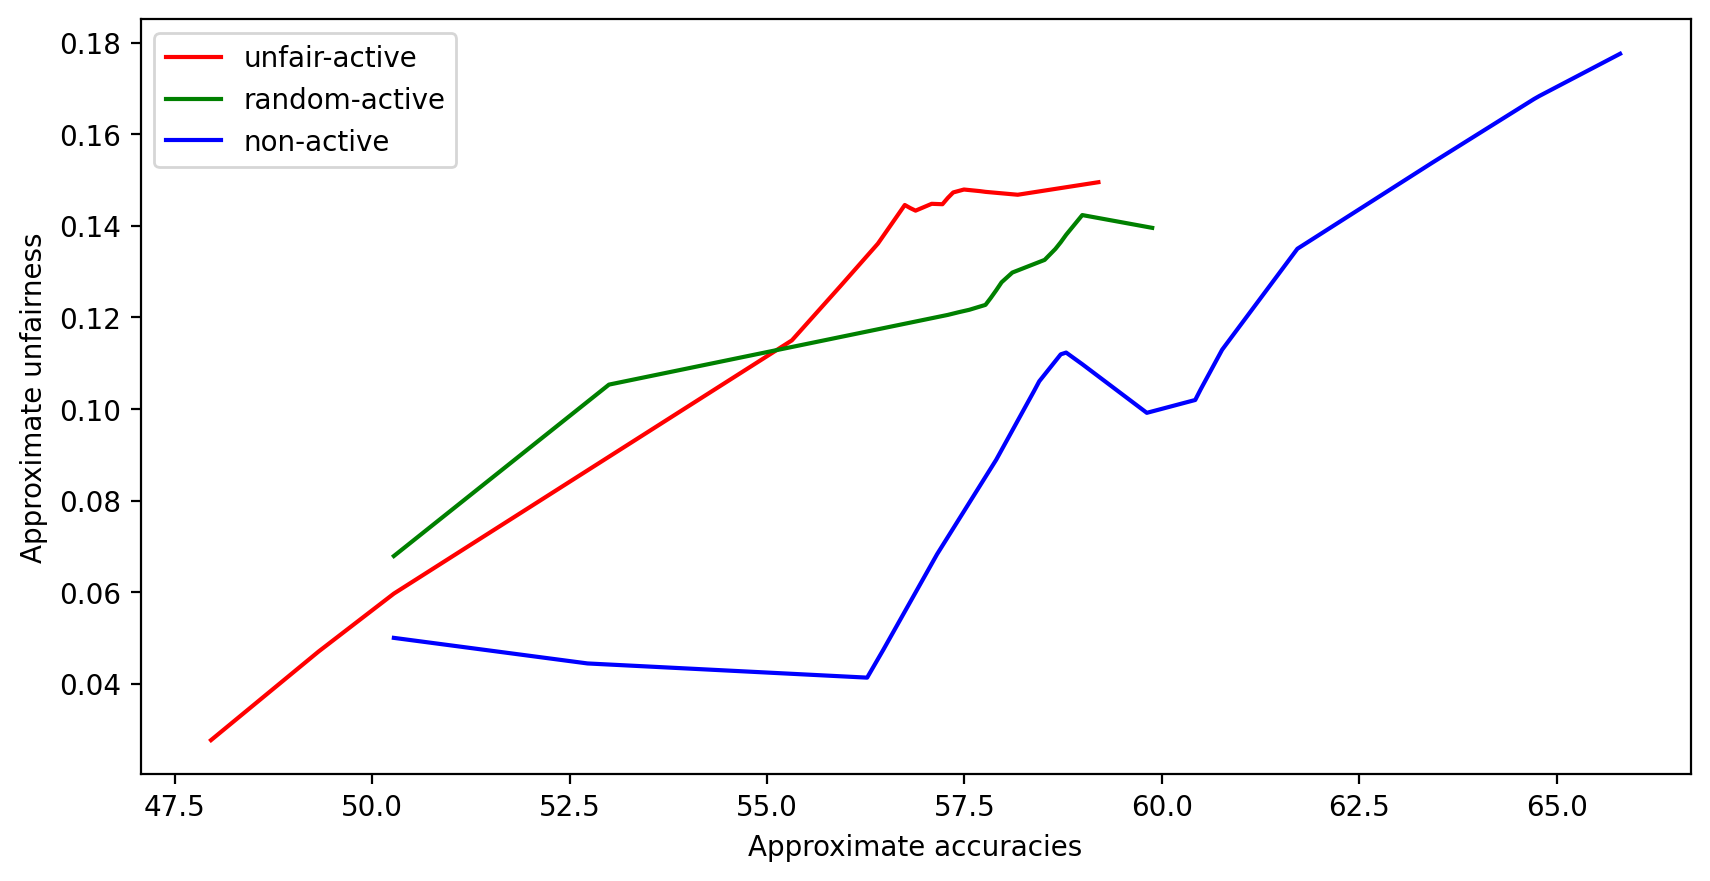 unfair-active
random-active
non-active
0.18
0.16
0.14
0.12
0.10
0.08
0.06
0.04
Approximate unfairness
47.5 50.0 52.5 55.0 57.5 60.0 62.5 65.0
Approximate accuracies